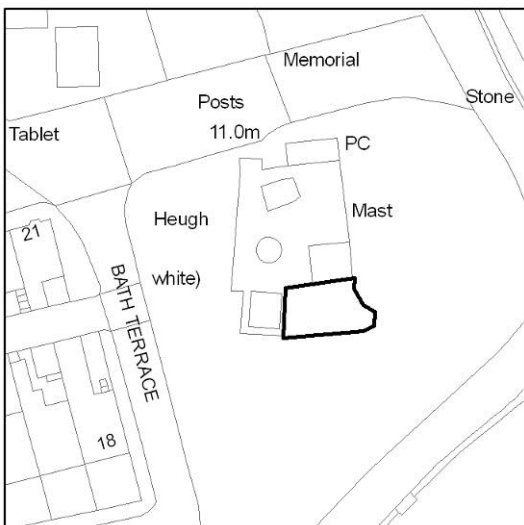 Memorial
Posts
Stone
Tablet
11.0m
PC
Heugh
Mast
21
white)
BATH TERRACE
18